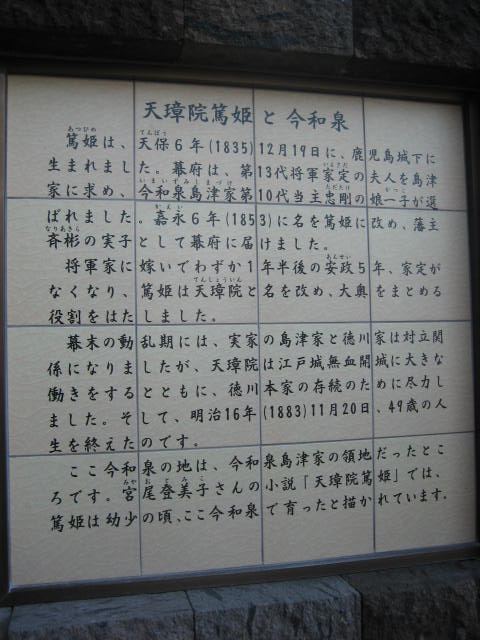 天璋院篤姫と今和泉
篤姫は、天保6年(1835)12月19日に、鹿児島城下に
生まれました。幕府は、第13代将軍家定の夫人を島津
家に求め、今和泉島津家第10代当主忠剛の娘一子が選
ばれました。嘉永6年(1853)に名を篤姫に改め、藩主
斉彬の実子として幕府に届けました。
将軍家に嫁いでわずか1年半後の安政5年、家定が
なくなり、篤姫は天璋院と名を改め、大奥をまとめる
役割をはたしました。
幕末の動乱期には、実家の島津家と徳川家は対立関
係になりましたが、天璋院は江戸城無血開城に大きな
働きをするとともに、徳川本家の存続のために尽力し
ました。そして、明治16年(1883)11月20日、49歳の人
生を終えたのです。
ここ今和泉の地は、今和泉島津家の領地だったとこ
ろです。宮尾登美子さんの小説「天璋院篤姫」では、
篤姫は幼少の頃、ここ今和泉で育ったと描かれています。